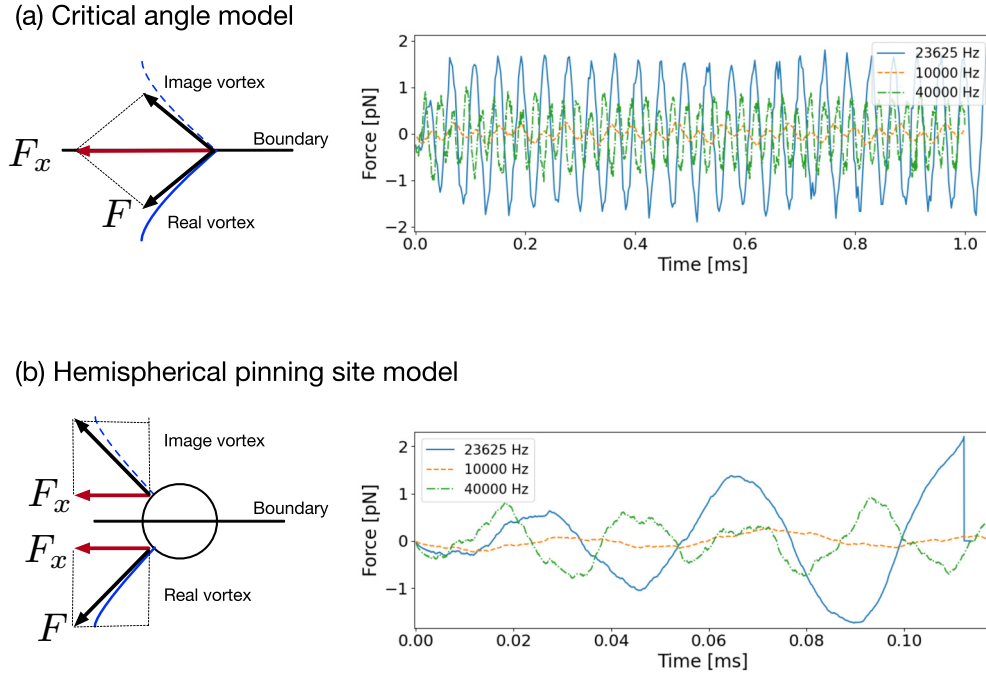 (a) Critical angle model
Image vortex
Boundary
F_x
F
Real vortex
Force [pN]
2
1
0
−1
−2
23625 Hz
10000 Hz
40000 Hz
0.0 0.2 0.4 0.6 0.8 1.0
Time [ms]
(b) Hemispherical pinning site model
Image vortex
F_x
Boundary
F_x
Real vortex
F
Force [pN]
2
1
0
−1
23625 Hz
10000 Hz
40000 Hz
0.00 0.02 0.04 0.06 0.08 0.10
Time [ms]